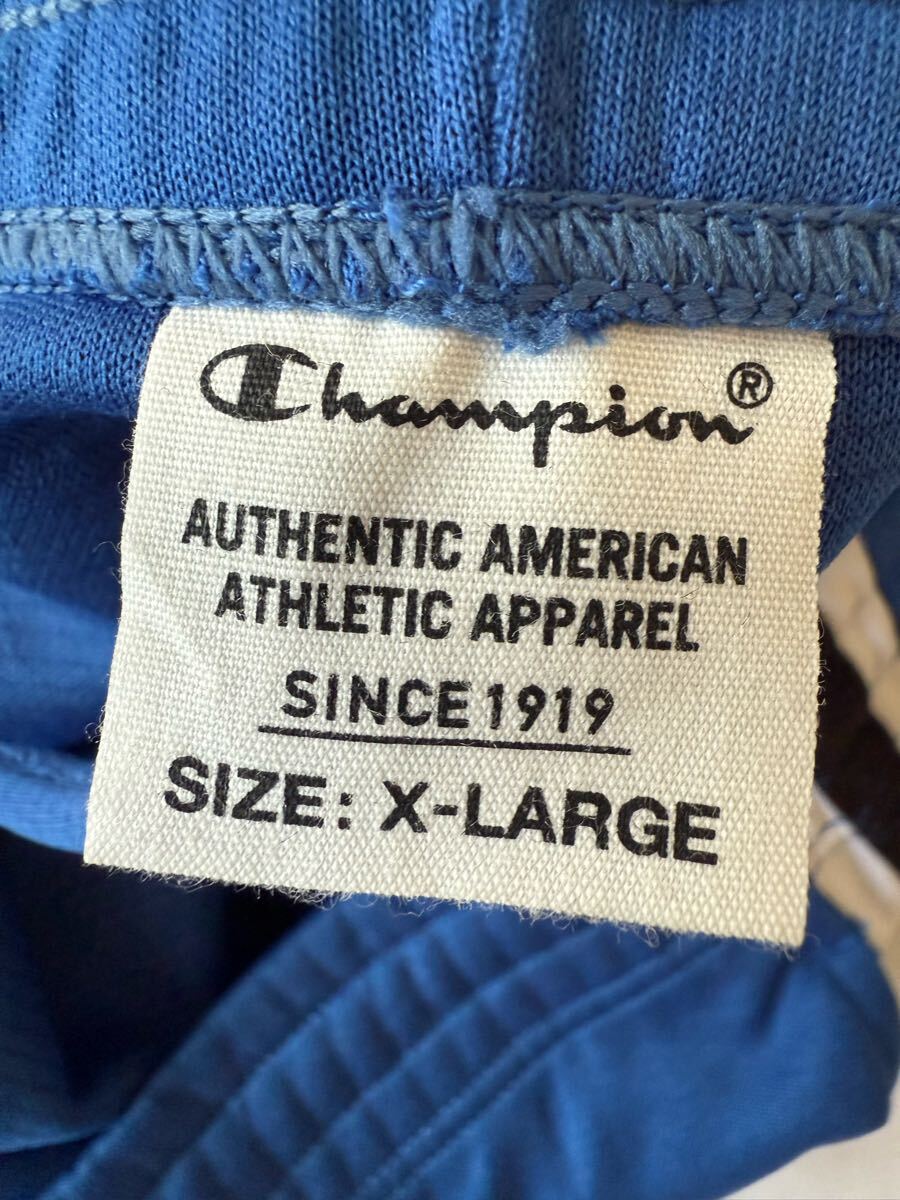 Champion®
AUTHENTIC AMERICAN
ATHLETIC APPAREL
SINCE 1919
SIZE: X-LARGE